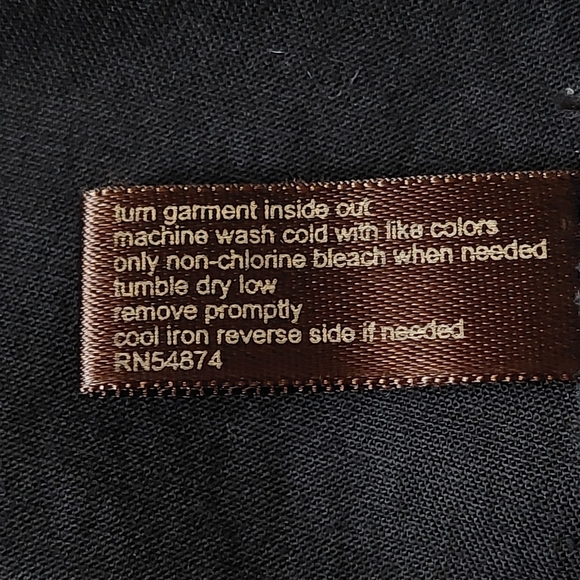 turn garment inside out
machine wash cold with like colors
only non-chlorine bleach when needed
tumble dry low
remove promptly
cool iron reverse side if needed
RN54874